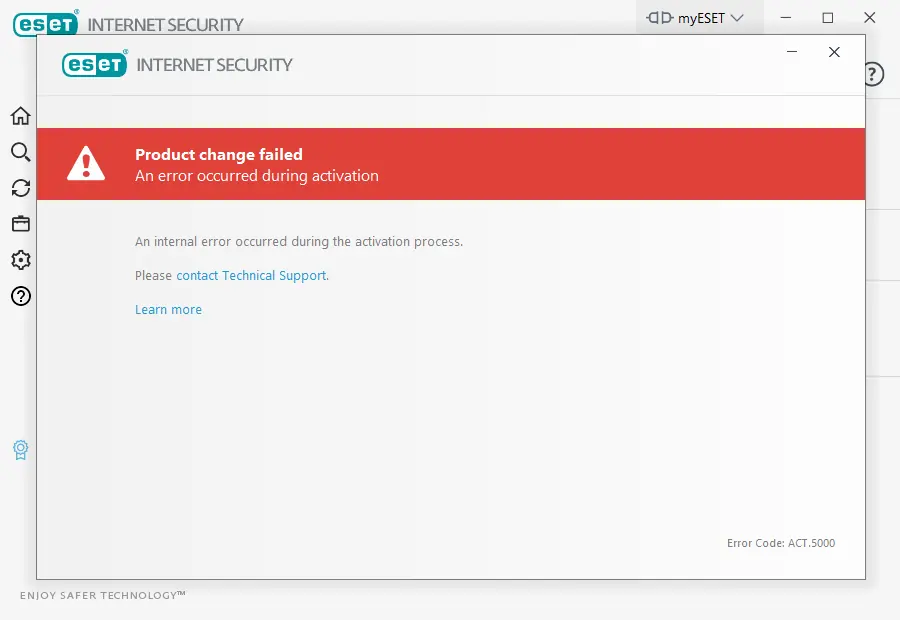 eseT® INTERNET SECURITY
myESET
eseT® INTERNET SECURITY
?
Product change failed
An error occurred during activation
An internal error occurred during the activation process.
Please contact Technical Support.
Learn more
Error Code: ACT.5000
ENJOY SAFER TECHNOLOGY™